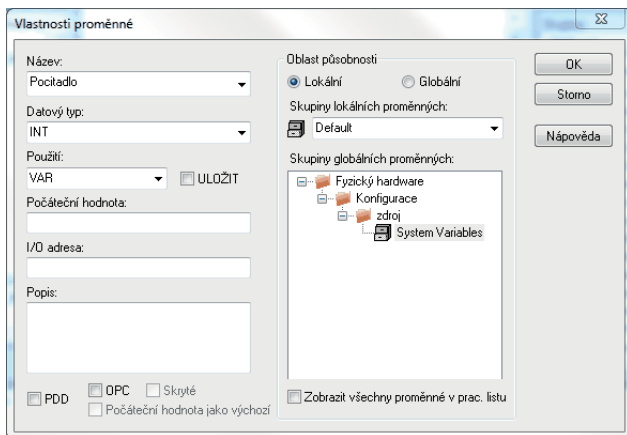 Vlastnosti proměnné
Název:
Pocitadlo
Datový typ:
INT
Použití:
VAR
ULOŽIT
Počáteční hodnota:
I/O adresa:
Popis:
PDD
OPC
Skryté
Počáteční hodnota jako výchozí
Oblast působnosti
Lokální
Globální
Skupiny lokálních proměnných:
Default
Skupiny globálních proměnných:
Fyzický hardware
Konfigurace
zdroj
System Variables
Zobrazit všechny proměnné v prac. listu
OK
Storno
Nápověda